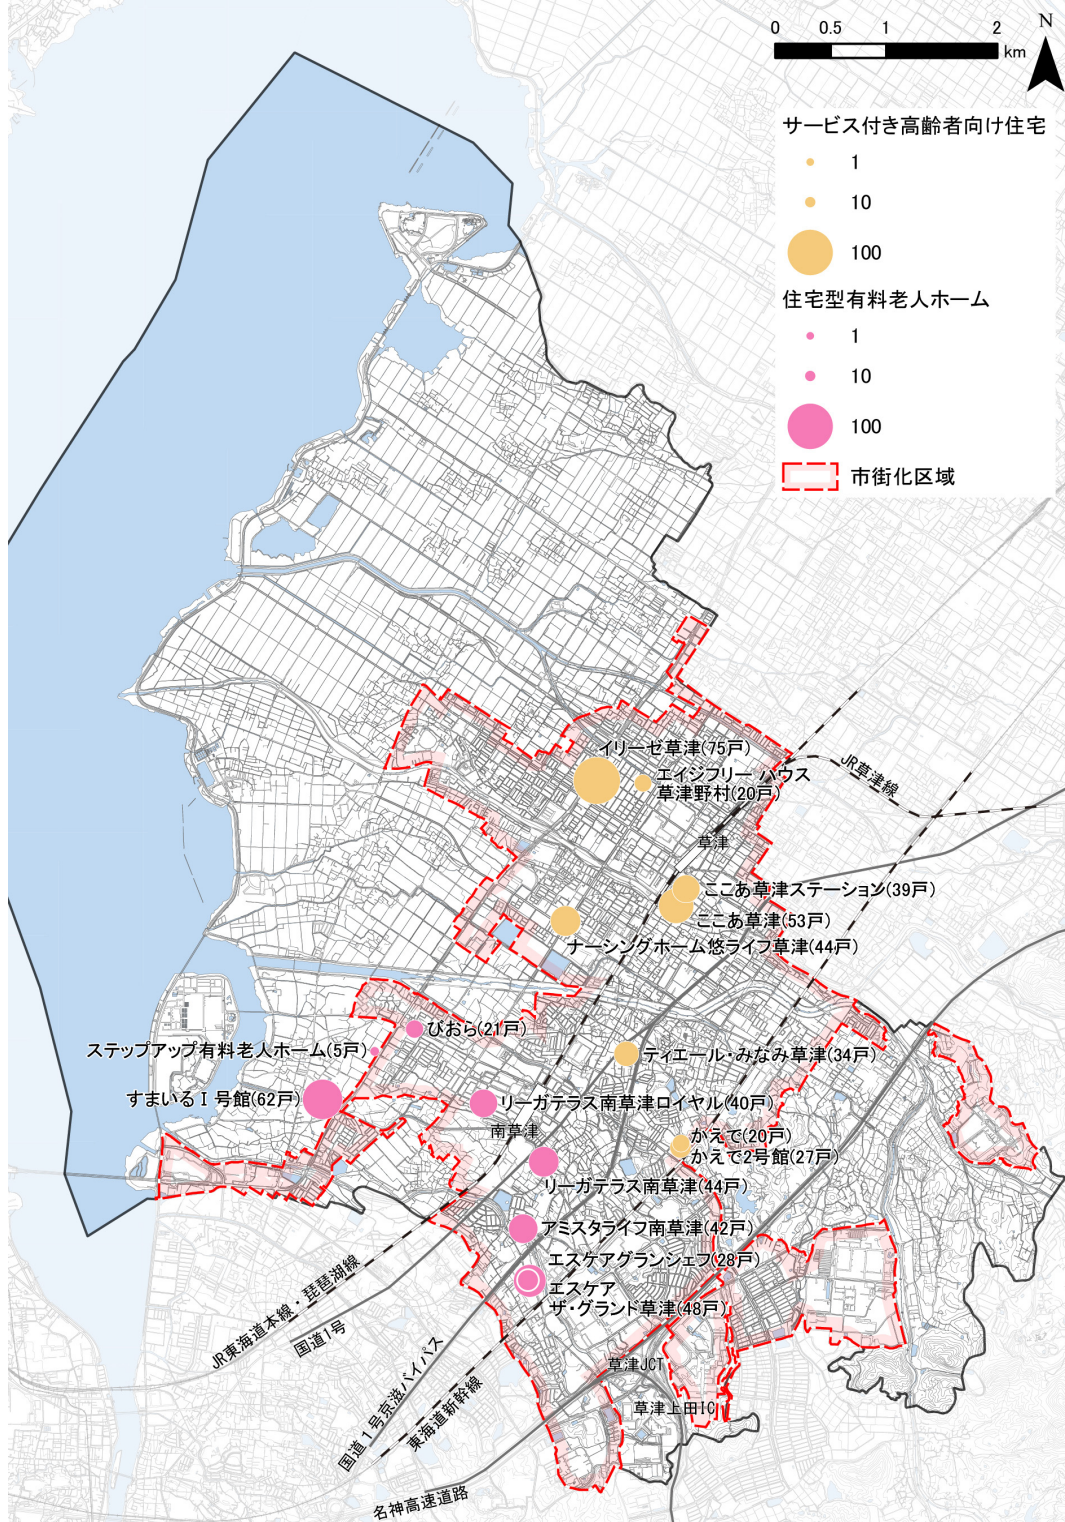 0 0.5 1 2
km
N
サービス付き高齢者向け住宅
1
10
100
住宅型有料老人ホーム
1
10
100
市街化区域
イリーゼ草津(75戸)
エイジフリー ハウス
草津野村(20戸)
JR草津線
草津
ここあ草津ステーション(39戸)
ここあ草津(53戸)
ナーシングホーム悠ライフ草津(44戸)
びおら(21戸)
ステップアップ有料老人ホーム(5戸)
ティエール・みなみ草津(34戸)
すまいるⅠ号館(62戸)
リーガテラス南草津ロイヤル(40戸)
南草津
かえで(20戸)
かえで2号館(27戸)
リーガテラス南草津(44戸)
アミスタライフ南草津(42戸)
エスケアグランシェフ(28戸)
エスケア
ザ・グランド草津(48戸)
JR東海道本線・琵琶湖線
国道1号
国道1号京滋バイパス
東海道新幹線
草津JCT
草津上田IC
名神高速道路